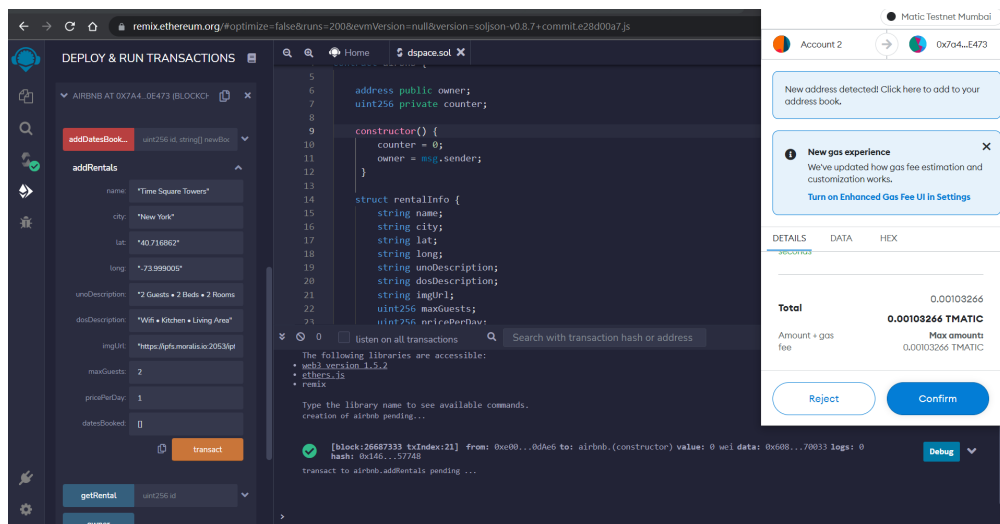 remix.ethereum.org/#optimize=false&runs=200&evmVersion=null&version=soljson-v0.8.7+commit.e28d00a7.js
DEPLOY & RUN TRANSACTIONS
AIRBNB AT 0X7A4...0E473 (BLOCKCH
addDatesBook...
uint256 id, string[] newBoo
addRentals
name:
"Time Square Towers"
city:
"New York"
lat:
"40.716862"
long:
"-73.999005"
unoDescription:
"2 Guests • 2 Beds • 2 Rooms
dosDescription:
"Wifi • Kitchen • Living Area"
imgUrl:
"https://ipfs.moralis.io:2053/ipf
maxGuests:
2
pricePerDay:
1
datesBooked:
[]
transact
getRental
uint256 id
owner
Home
dspace.sol
5
6 address public owner;
7 uint256 private counter;
8
9 constructor() {
10 counter = 0;
11 owner = msg.sender;
12 }
13
14 struct rentalInfo {
15 string name;
16 string city;
17 string lat;
18 string long;
19 string unoDescription;
20 string dosDescription;
21 string imgUrl;
22 uint256 maxGuests;
23 uint256 pricePerDay;
0
listen on all transactions
Search with transaction hash or address
The following libraries are accessible:
• web3 version 1.5.2
• ethers.js
• remix
Type the library name to see available commands.
creation of airbnb pending...
[block:26687333 txIndex:21] from: 0xe00...0dAe6 to: airbnb.(constructor) value: 0 wei data: 0x608...70033 logs: 0
hash: 0x146...57748
Debug
transact to airbnb.addRentals pending ...
>
Matic Testnet Mumbai
Account 2
0x7a4...E473
New address detected! Click here to add to your
address book.
New gas experience
We've updated how gas fee estimation and
customization works.
Turn on Enhanced Gas Fee UI in Settings
DETAILS
DATA
HEX
seconds
Total
0.00103266
0.00103266 TMATIC
Amount + gas
fee
Max amount:
0.00103266 TMATIC
Reject
Confirm